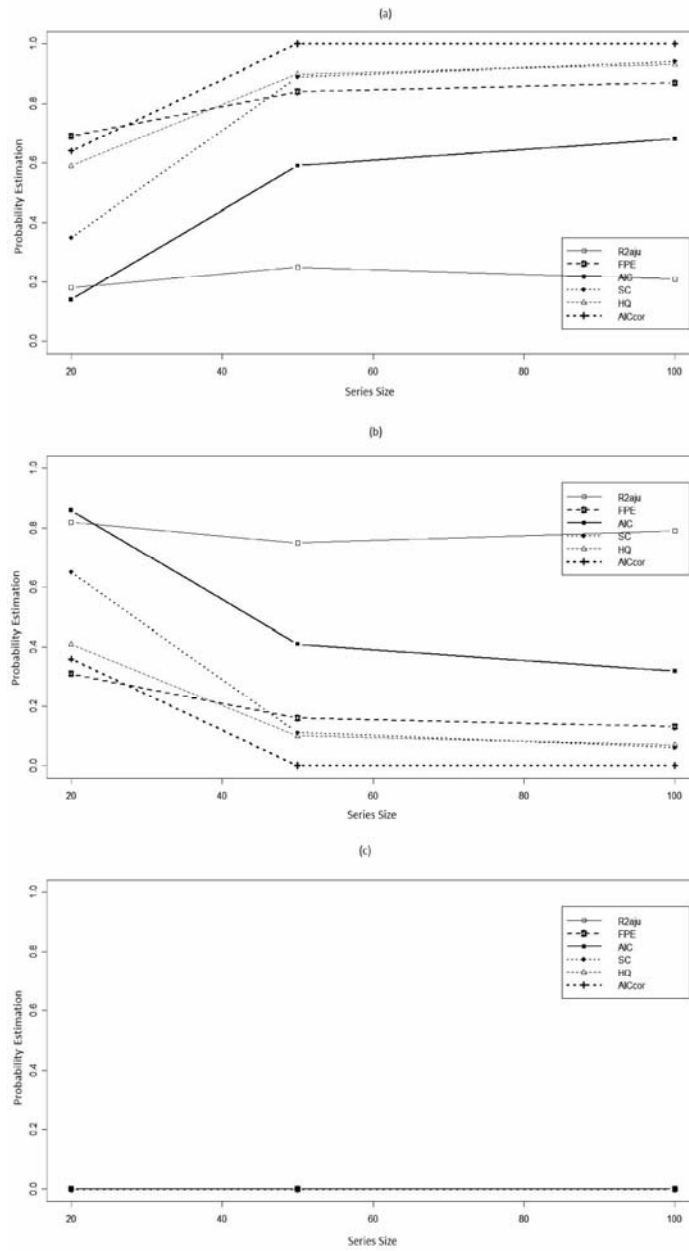 (a)
Probability Estimation
1.0
0.8
0.6
0.4
0.2
0.0
R2aju
FPE
AIC
SC
HQ
AICcor
20
40
60
80
100
Series Size
(b)
Probability Estimation
1.0
0.8
0.6
0.4
0.2
0.0
R2aju
FPE
AIC
SC
HQ
AICcor
20
40
60
80
100
Series Size
(c)
Probability Estimation
1.0
0.8
0.6
0.4
0.2
0.0
R2aju
FPE
AIC
SC
HQ
AICcor
20
40
60
80
100
Series Size